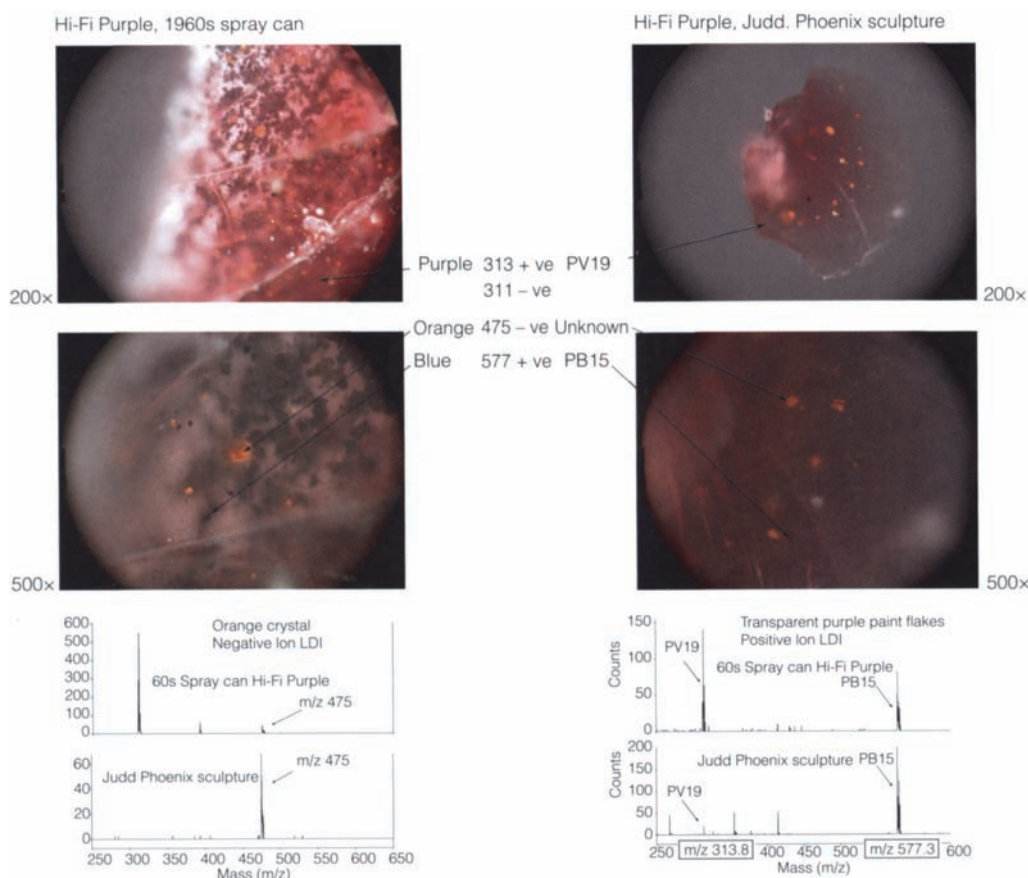 Hi-Fi Purple, 1960s spray can
Hi-Fi Purple, Judd. Phoenix sculpture
Purple 313 + ve PV19
311 – ve
200×
200×
Orange 475 – ve Unknown
Blue 577 + ve PB15
500×
500×
600
500
400
300
200
100
0
Orange crystal
Negative Ion LDI
60s Spray can Hi-Fi Purple
m/z 475
60
40
20
0
Judd Phoenix sculpture
m/z 475
250 300 350 400 450 500 550 600 650
Mass (m/z)
Counts
150
100
50
0
Transparent purple paint flakes
Positive Ion LDI
PV19
60s Spray can Hi-Fi Purple
PB15
Counts
200
150
100
50
0
Judd Phoenix sculpture PB15
PV19
250 m/z 313.8 400 450 500 m/z 577.3 600
Mass (m/z)